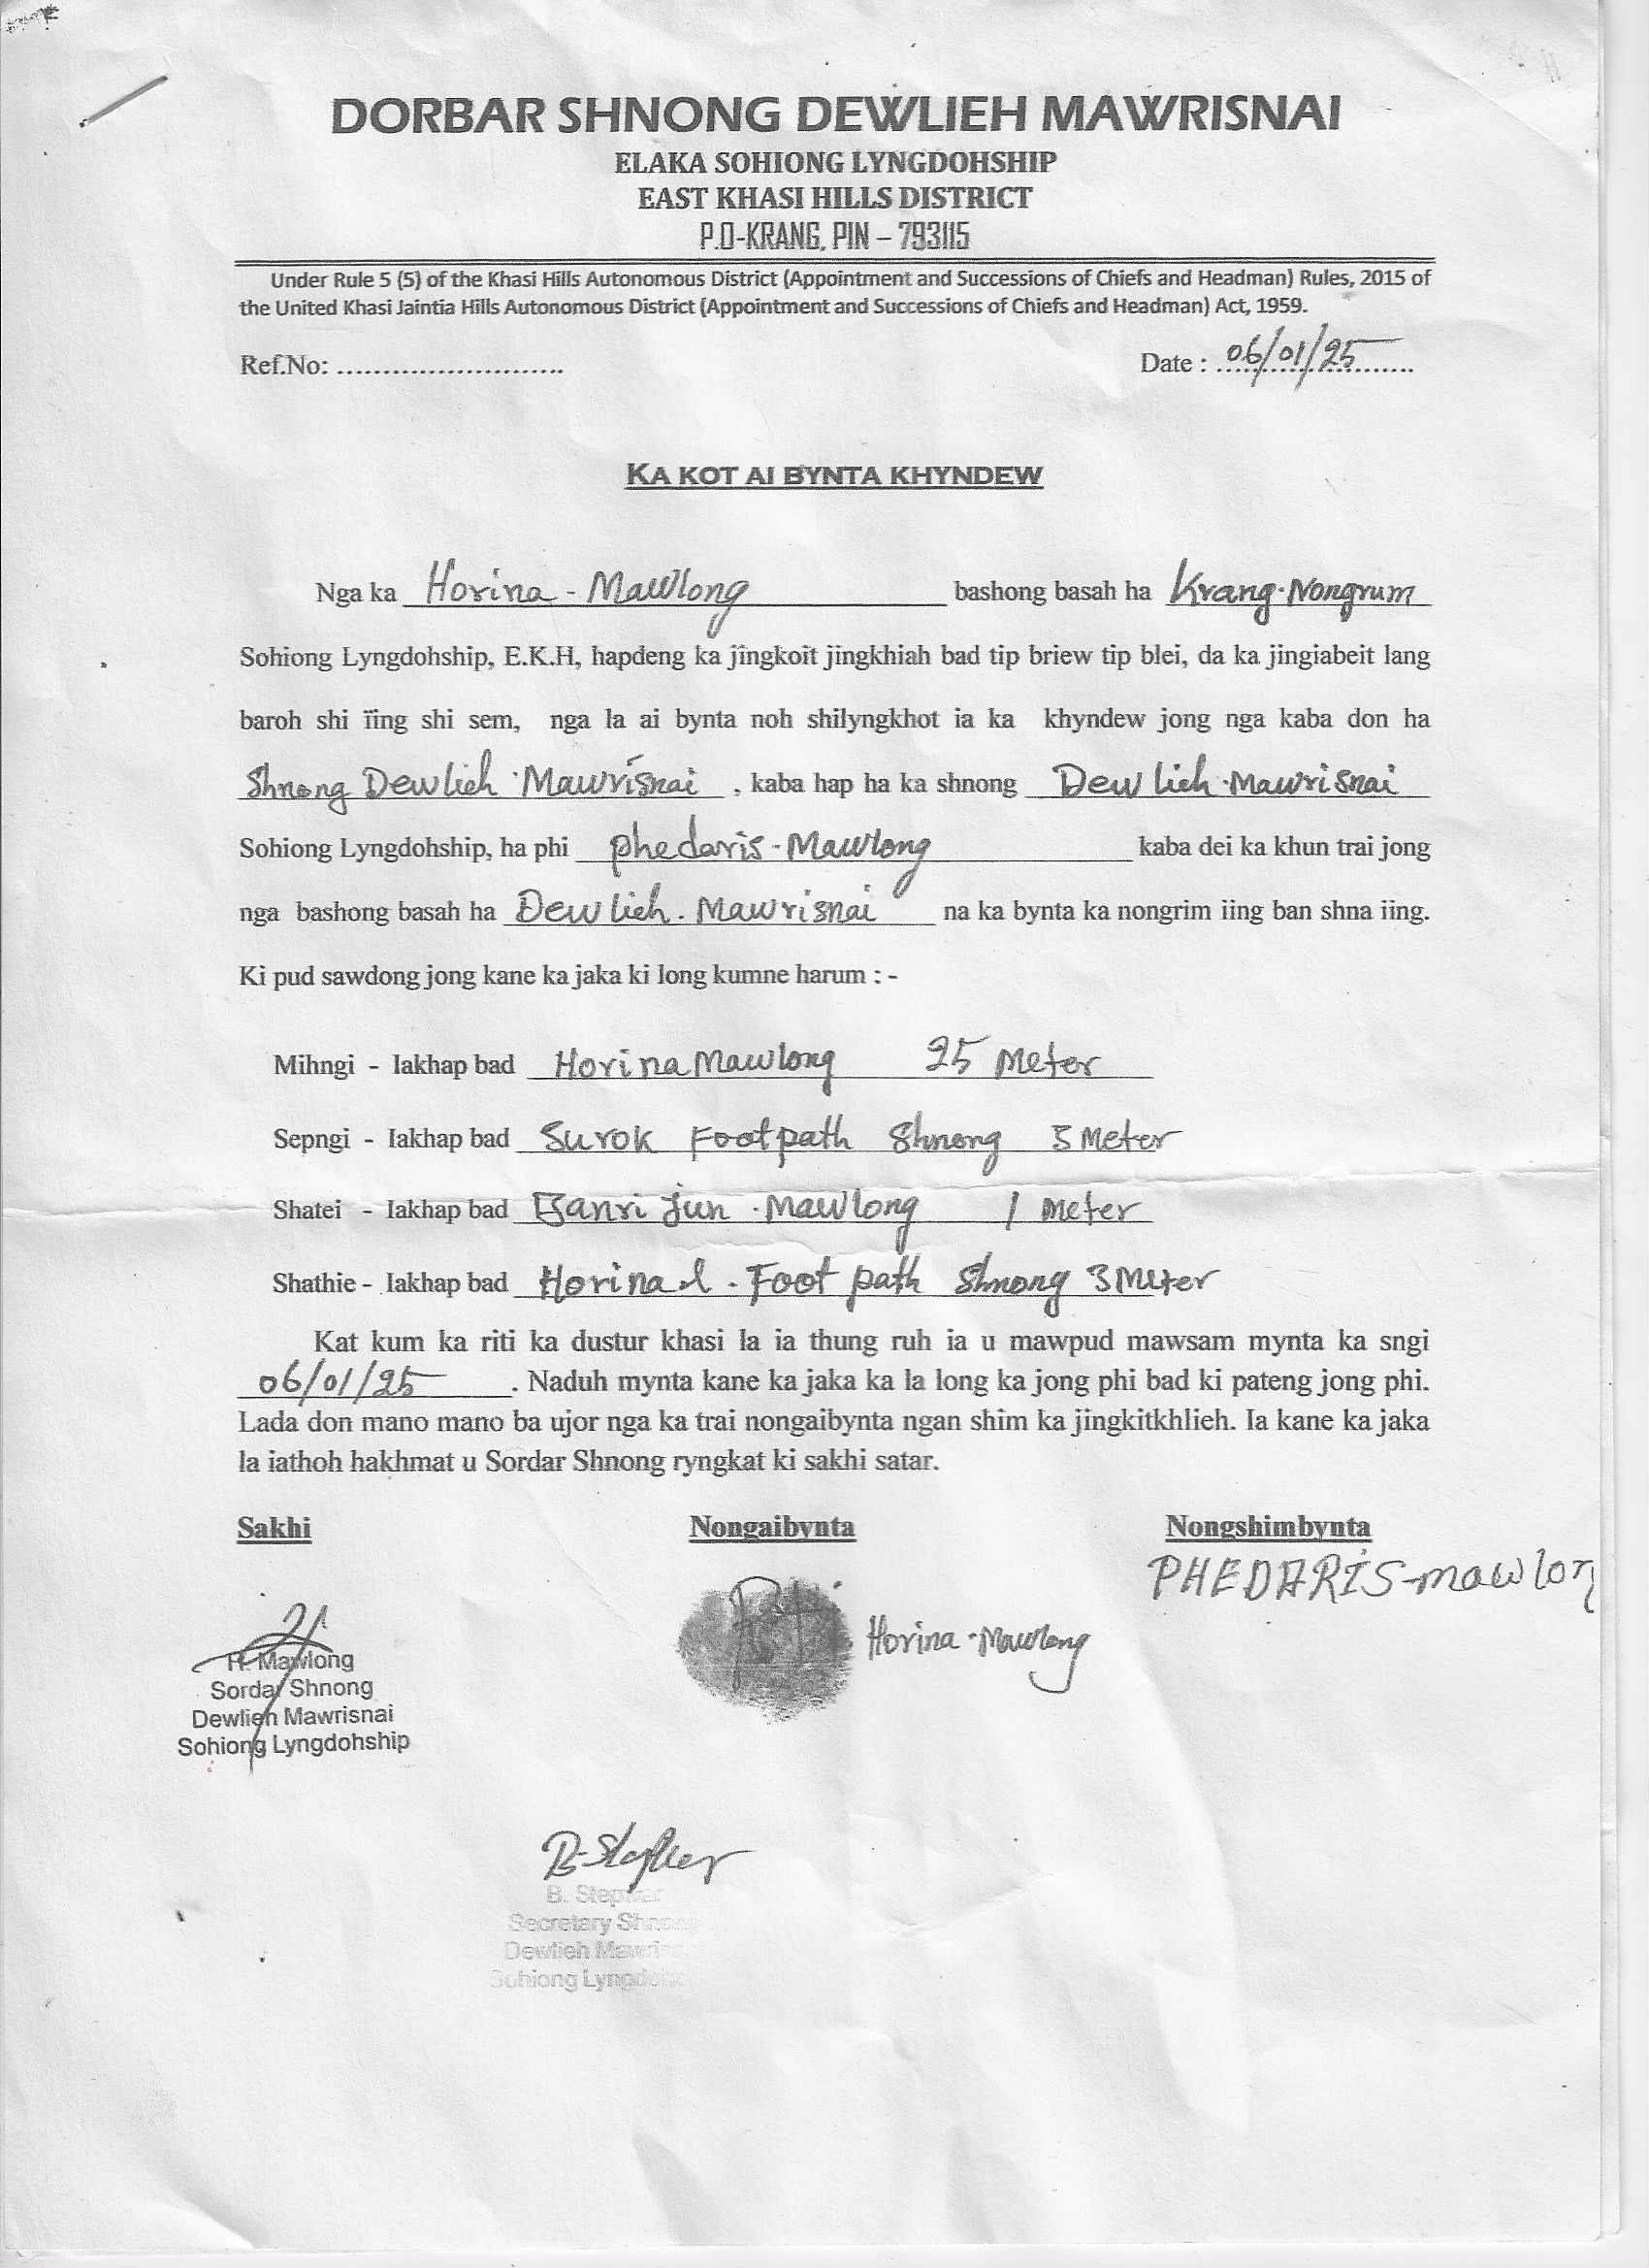 DORBAR SHNONG DEWLIEH MAWRISNAI
ELAKA SOHIONG LYNGDOHSHIP
EAST KHASI HILLS DISTRICT
P.O-KRANG, PIN – 793115
Under Rule 5 (5) of the Khasi Hills Autonomous District (Appointment and Successions of Chiefs and Headman) Rules, 2015 of
the United Khasi Jaintia Hills Autonomous District (Appointment and Successions of Chiefs and Headman) Act, 1959.
Ref.No: ............................ Date : 06/01/25
KA KOT AI BYNTA KHYNDEW
Nga ka Horina - Mawlong bashong basah ha Krang-Nongrum
Sohiong Lyngdohship, E.K.H, hapdeng ka jingkoit jingkhiah bad tip briew tip blei, da ka jingiabeit lang
baroh shi ïing shi sem, nga la ai bynta noh shilyngkhot ia ka khyndew jong nga kaba don ha
Shnong Dewlieh Mawrisnai , kaba hap ha ka shnong Dewlieh Mawrisnai
Sohiong Lyngdohship, ha phi phedaris - Mawlong kaba dei ka khun trai jong
nga bashong basah ha Dewlieh. Mawrisnai na ka bynta ka nongrim iing ban shna iing.
Ki pud sawdong jong kane ka jaka ki long kumne harum : -
Mihngi - Iakhap bad Horina Mawlong 25 Meter
Sepngi - Iakhap bad Surok Footpath Shnong 5 Meter
Shatei - Iakhap bad jun . Mawlong 1 Meter
Shathie - Iakhap bad Horina - Foot path Shnong 3 Meter
Kat kum ka riti ka dustur khasi la ia thung ruh ia u mawpud mawsam mynta ka sngi
06/01/25 . Naduh mynta kane ka jaka ka la long ka jong phi bad ki pateng jong phi.
Lada don mano mano ba ujor nga ka trai nongaibynta ngan shim ka jingkitkhlieh. Ia kane ka jaka
la iathoh hakhmat u Sordar Shnong ryngkat ki sakhi satar.
Sakhi Nongaibynta Nongshimbynta
PHEDARIS-mawlong
Horina - Mawlong
H. Mawlong
Sordar Shnong
Dewlieh Mawrisnai
Sohiong Lyngdohship
B. 
Secretary Shnong
Dewlieh Mawrisnai
Sohiong Lyngdohship